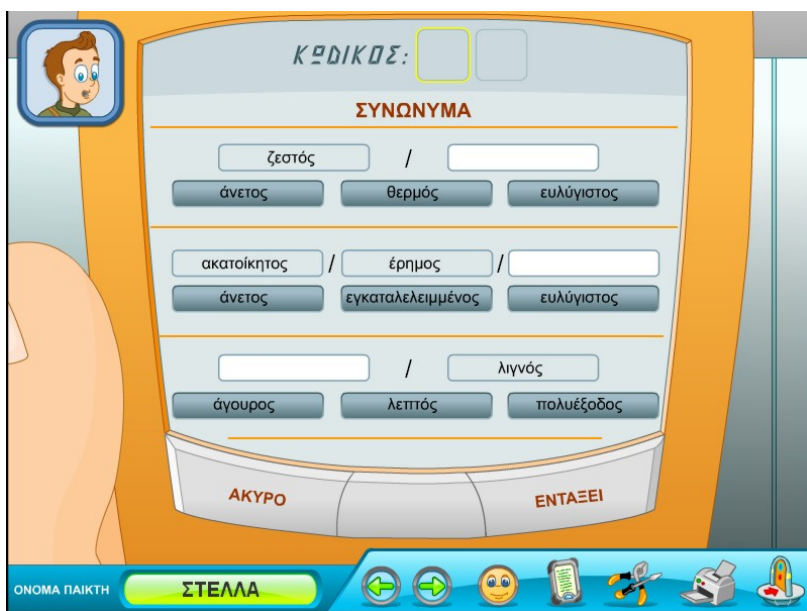 ΚΩΔΙΚΟΣ:
ΣΥΝΩΝΥΜΑ
ζεστός /
άνετος θερμός ευλύγιστος
ακατοίκητος / έρημος /
άνετος εγκαταλελειμμένος ευλύγιστος
/ λιγνός
άγουρος λεπτός πολυέξοδος
ΑΚΥΡΟ ΕΝΤΑΞΕΙ
ΟΝΟΜΑ ΠΑΙΚΤΗ ΣΤΕΛΛΑ